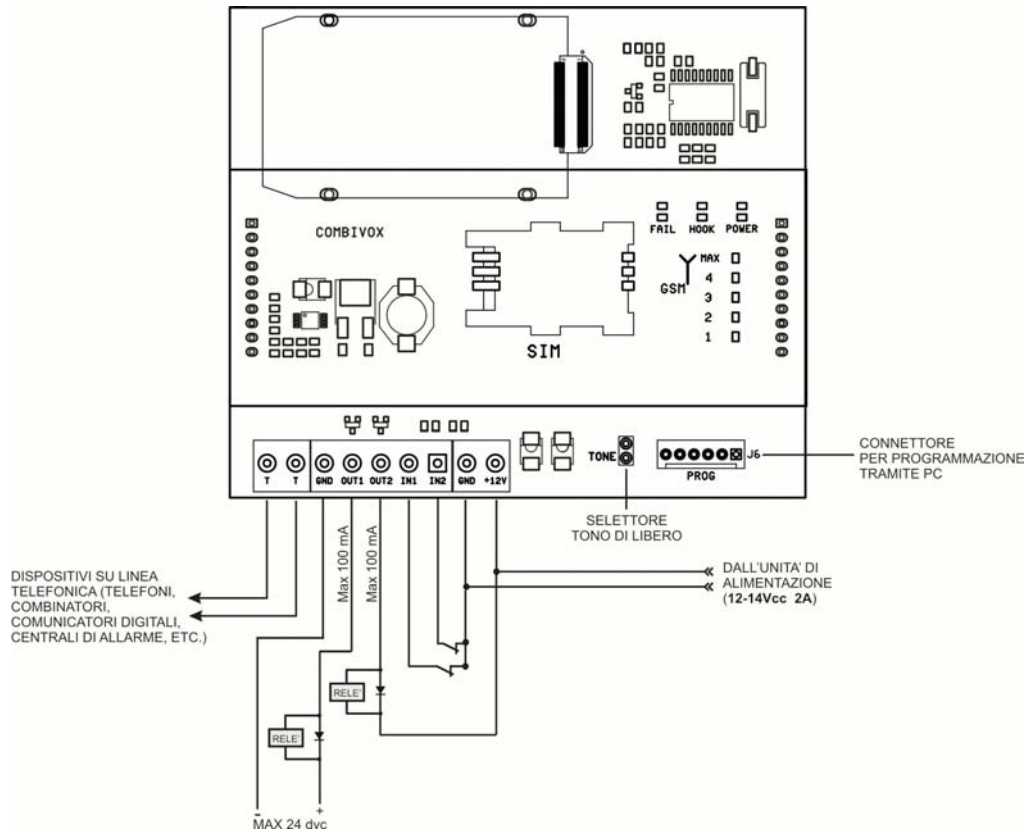 COMBIVOX
FAIL HOOK POWER
MAX
4
GSM
3
2
1
SIM
TONE
J6
PROG
CONNETTORE
PER PROGRAMMAZIONE
TRAMITE PC
T T GND OUT1 OUT2 IN1 IN2 GND +12V
SELETTORE
TONO DI LIBERO
Max 100 mA
Max 100 mA
DISPOSITIVI SU LINEA
TELEFONICA (TELEFONI,
COMBINATORI,
COMUNICATORI DIGITALI,
CENTRALI DI ALLARME, ETC.)
DALL'UNITA' DI
ALIMENTAZIONE
(12-14Vcc 2A)
RELE'
RELE'
- +
MAX 24 dvc